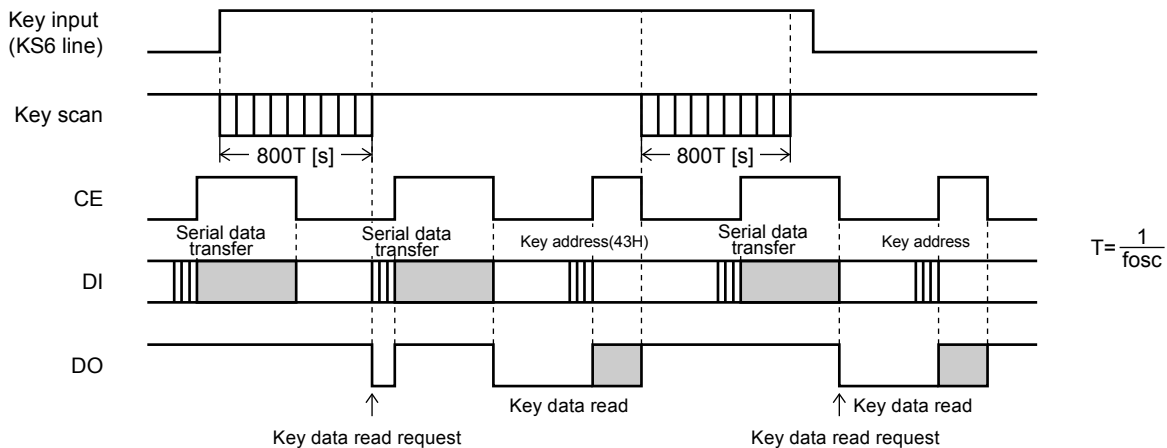 Key input
(KS6 line)
Key scan
800T [s]
800T [s]
CE
Serial data
transfer
Serial data
transfer
Key address(43H)
Serial data
transfer
Key address
T= 1
fosc
DI
DO
Key data read
Key data read
Key data read request
Key data read request